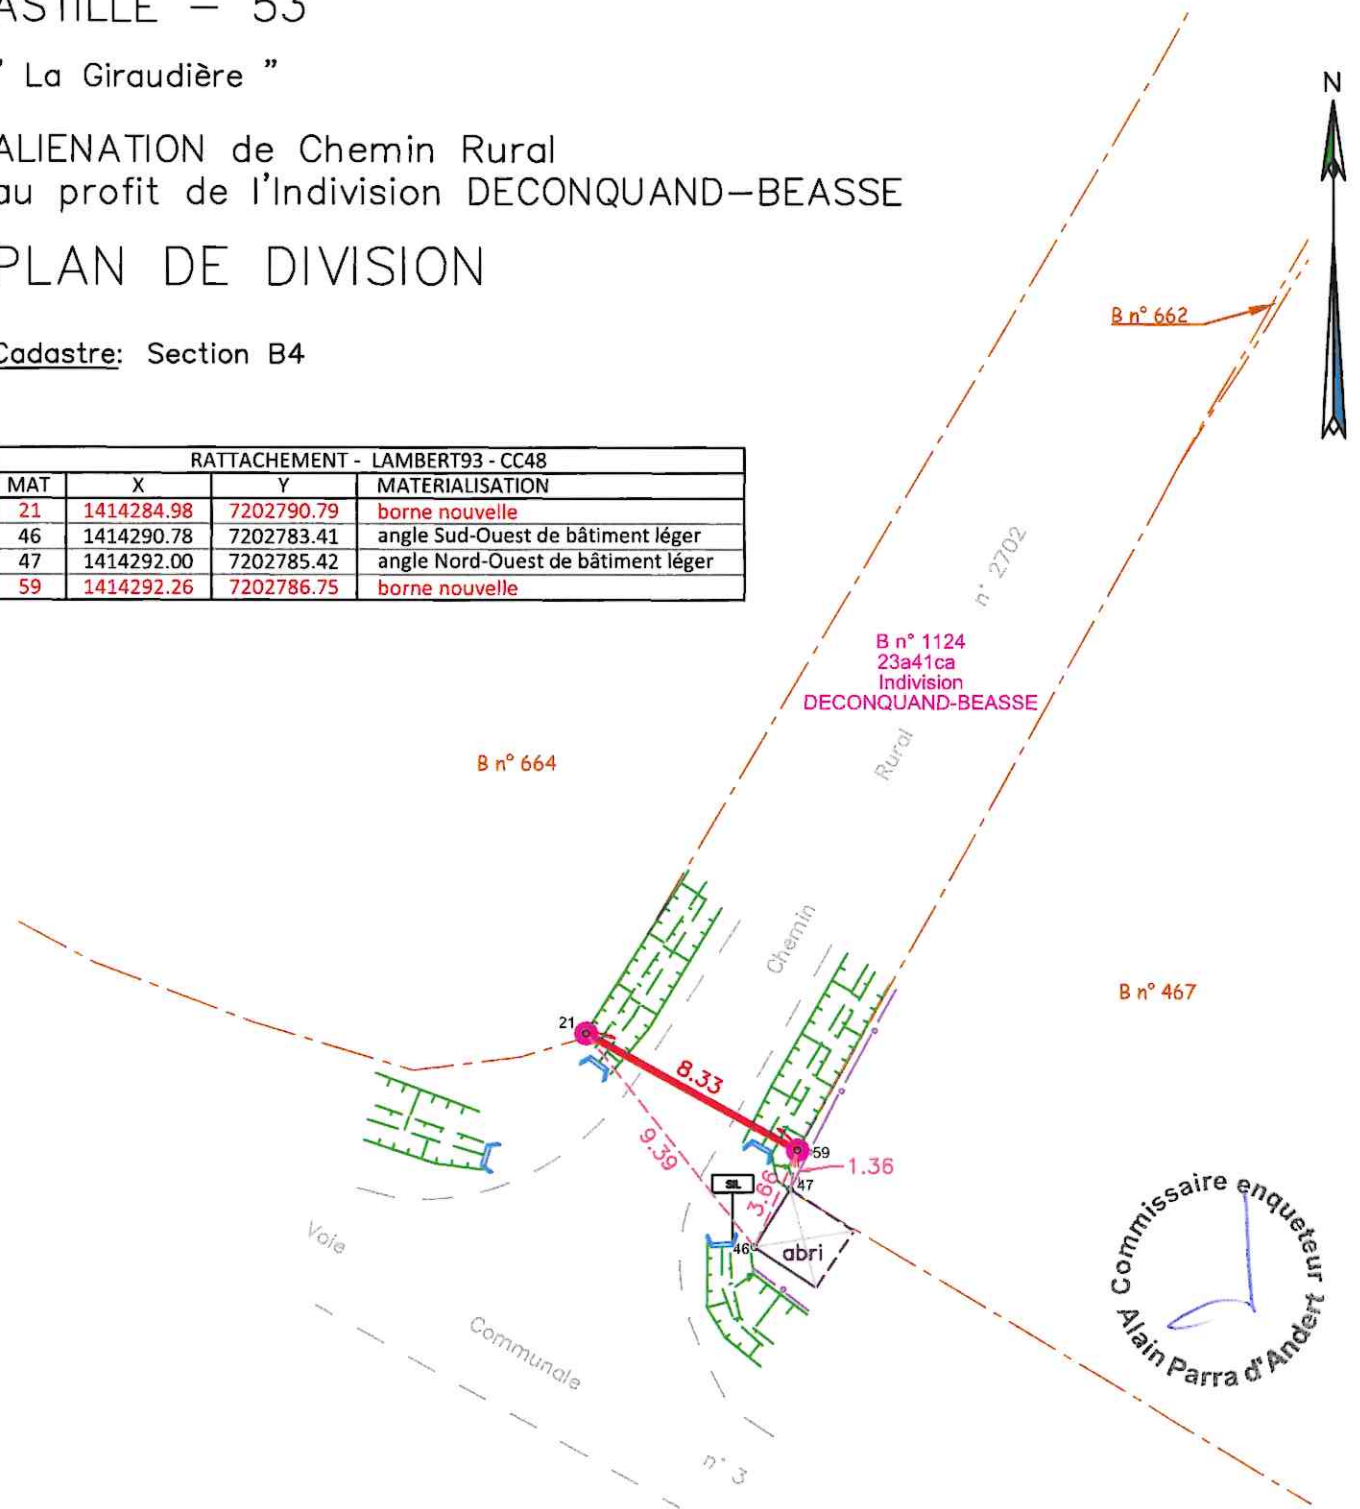 ASTILLE – 53
" La Giraudière "
ALIENATION de Chemin Rural
au profit de l'Indivision DECONQUAND–BEASSE
PLAN DE DIVISION
Cadastre: Section B4
N
B n° 662
RATTACHEMENT - LAMBERT93 - CC48
MAT X Y MATERIALISATION
21 1414284.98 7202790.79 borne nouvelle
46 1414290.78 7202783.41 angle Sud-Ouest de bâtiment léger
47 1414292.00 7202785.42 angle Nord-Ouest de bâtiment léger
59 1414292.26 7202786.75 borne nouvelle
n° 2702
B n° 1124
23a41ca
Indivision
DECONQUAND-BEASSE
Rural
B n° 664
Chemin
B n° 467
21
8.33
9.39
59
1.36
3.66
47
SIL
46
abri
Voie
Communale
n° 3
Commissaire enqueteur
Alain Parra d'Andert